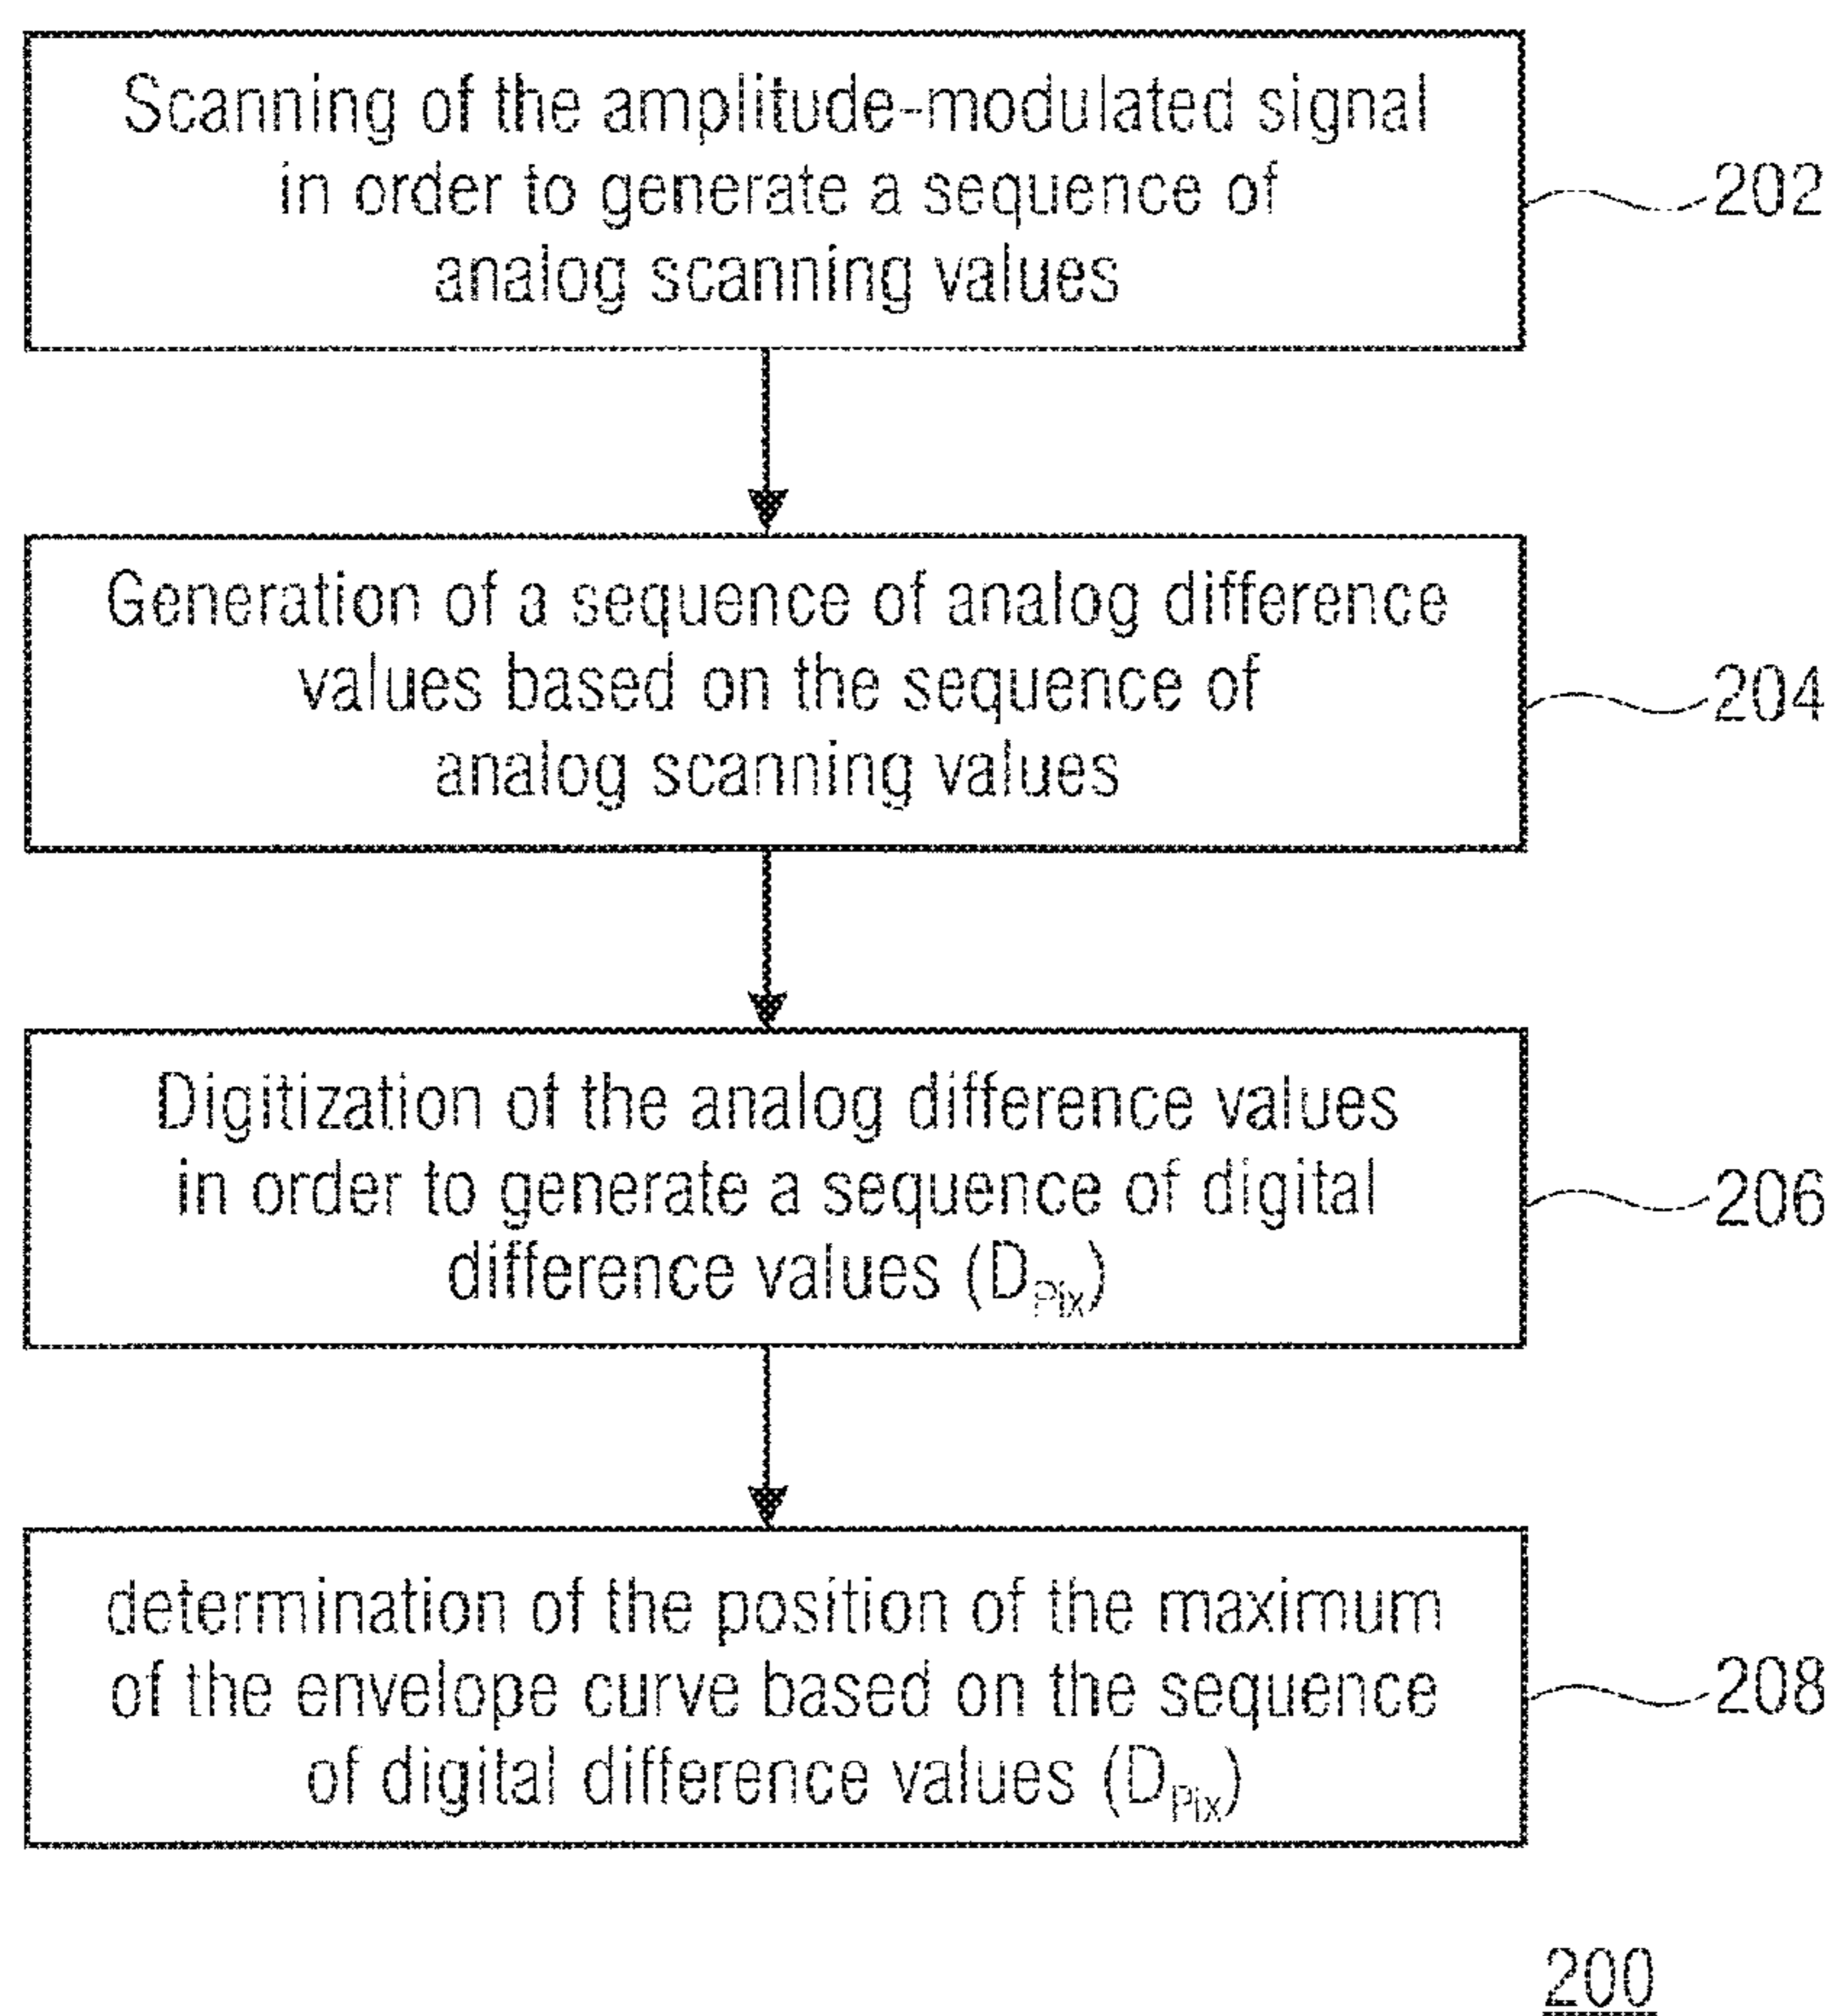 Scanning of the amplitude-modulated signal
in order to generate a sequence of
analog scanning values
202
Generation of a sequence of analog difference
values based on the sequence of
analog scanning values
204
Digitization of the analog difference values
in order to generate a sequence of digital
difference values (D_Pix)
206
determination of the position of the maximum
of the envelope curve based on the sequence
of digital difference values (D_Pix)
208
200